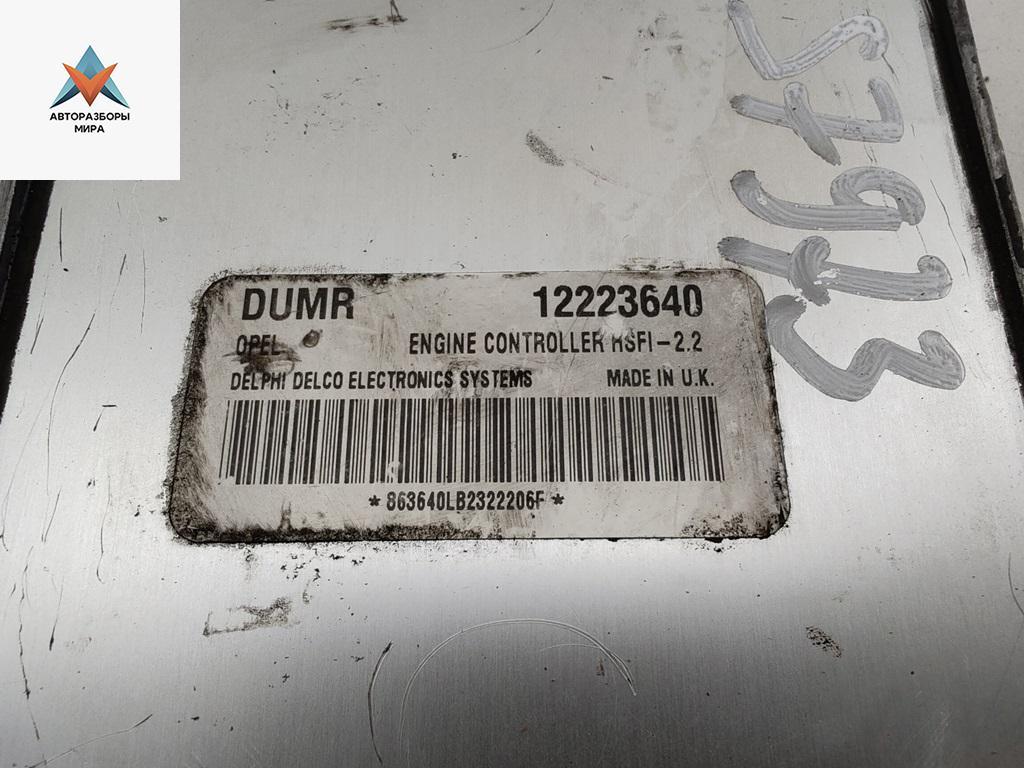 АВТОРАЗБОРЫ
МИРА
DUMR 12223640
OPEL ENGINE CONTROLLER HSFI-2.2
DELPHI DELCO ELECTRONICS SYSTEMS MADE IN U.K.
*863640LB2322206F*